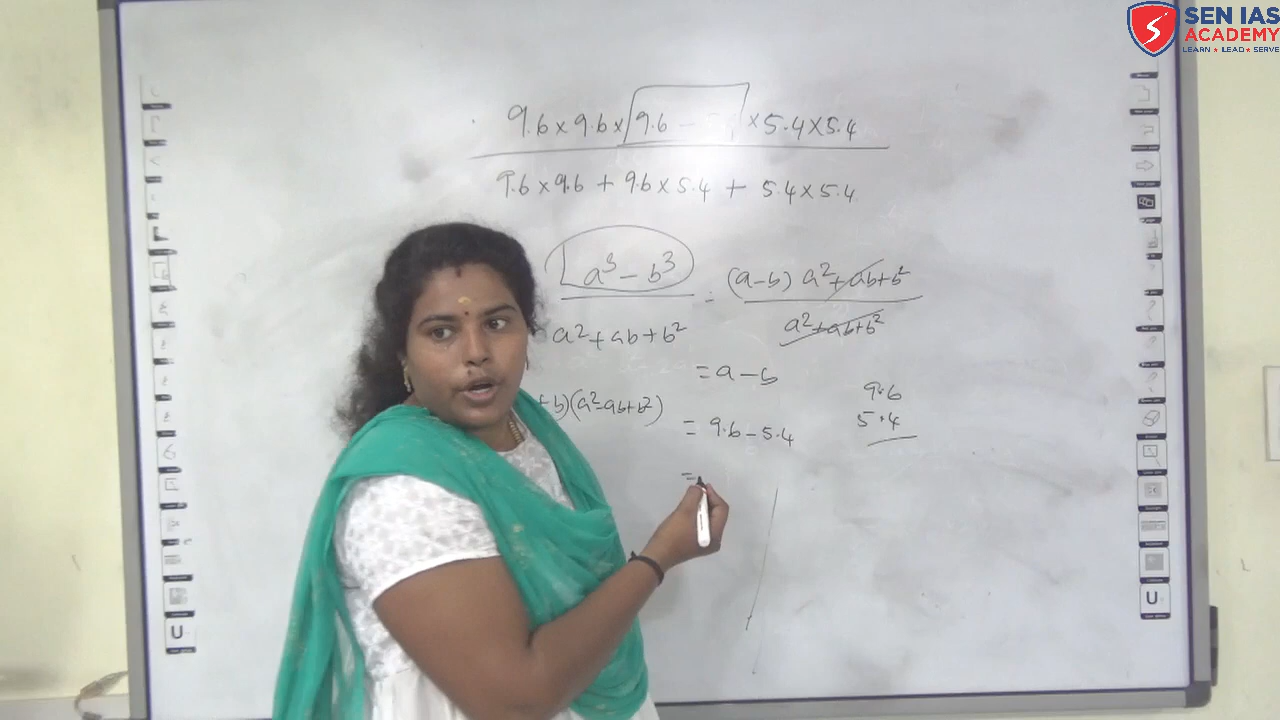 SEN IAS
ACADEMY
LEARN ★ LEAD ★ SERVE
9.6 x 9.6 x 9.6 - x 5.4 x 5.4
9.6 x 9.6 + 9.6 x 5.4 + 5.4 x 5.4
a³ - b³ = (a-b) a² + ab + b²
a² + ab + b² a² + ab + b²
= a - b
+ b)(a² - ab + b²)
9.6
5.4
= 9.6 - 5.4
=
U
U